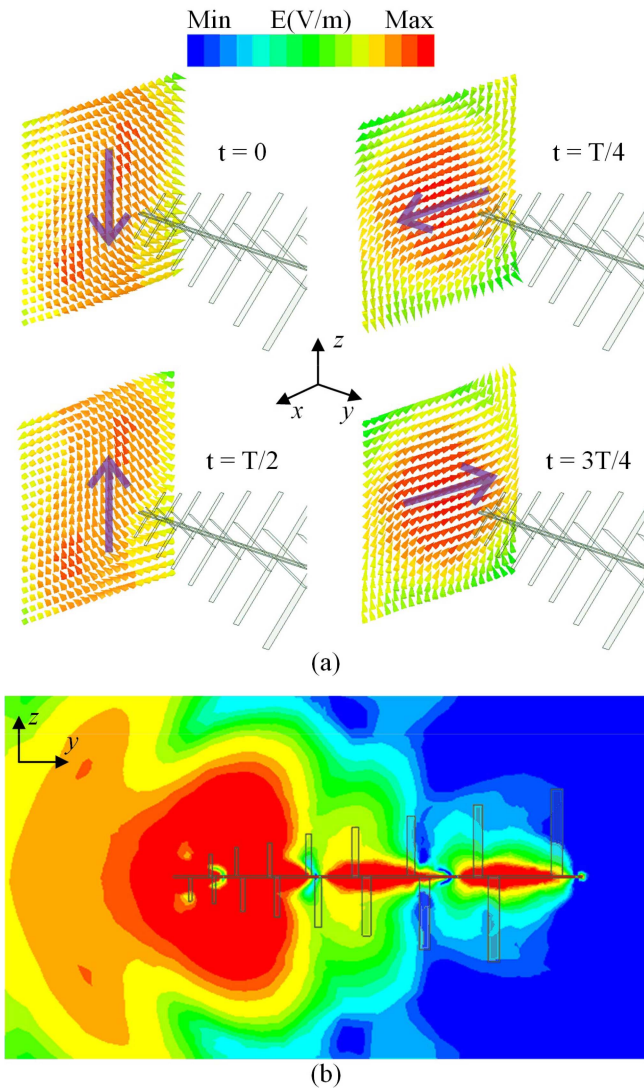 Min E(V/m) Max
t = 0
t = T/4
z
x y
t = T/2
t = 3T/4
(a)
z
y
(b)